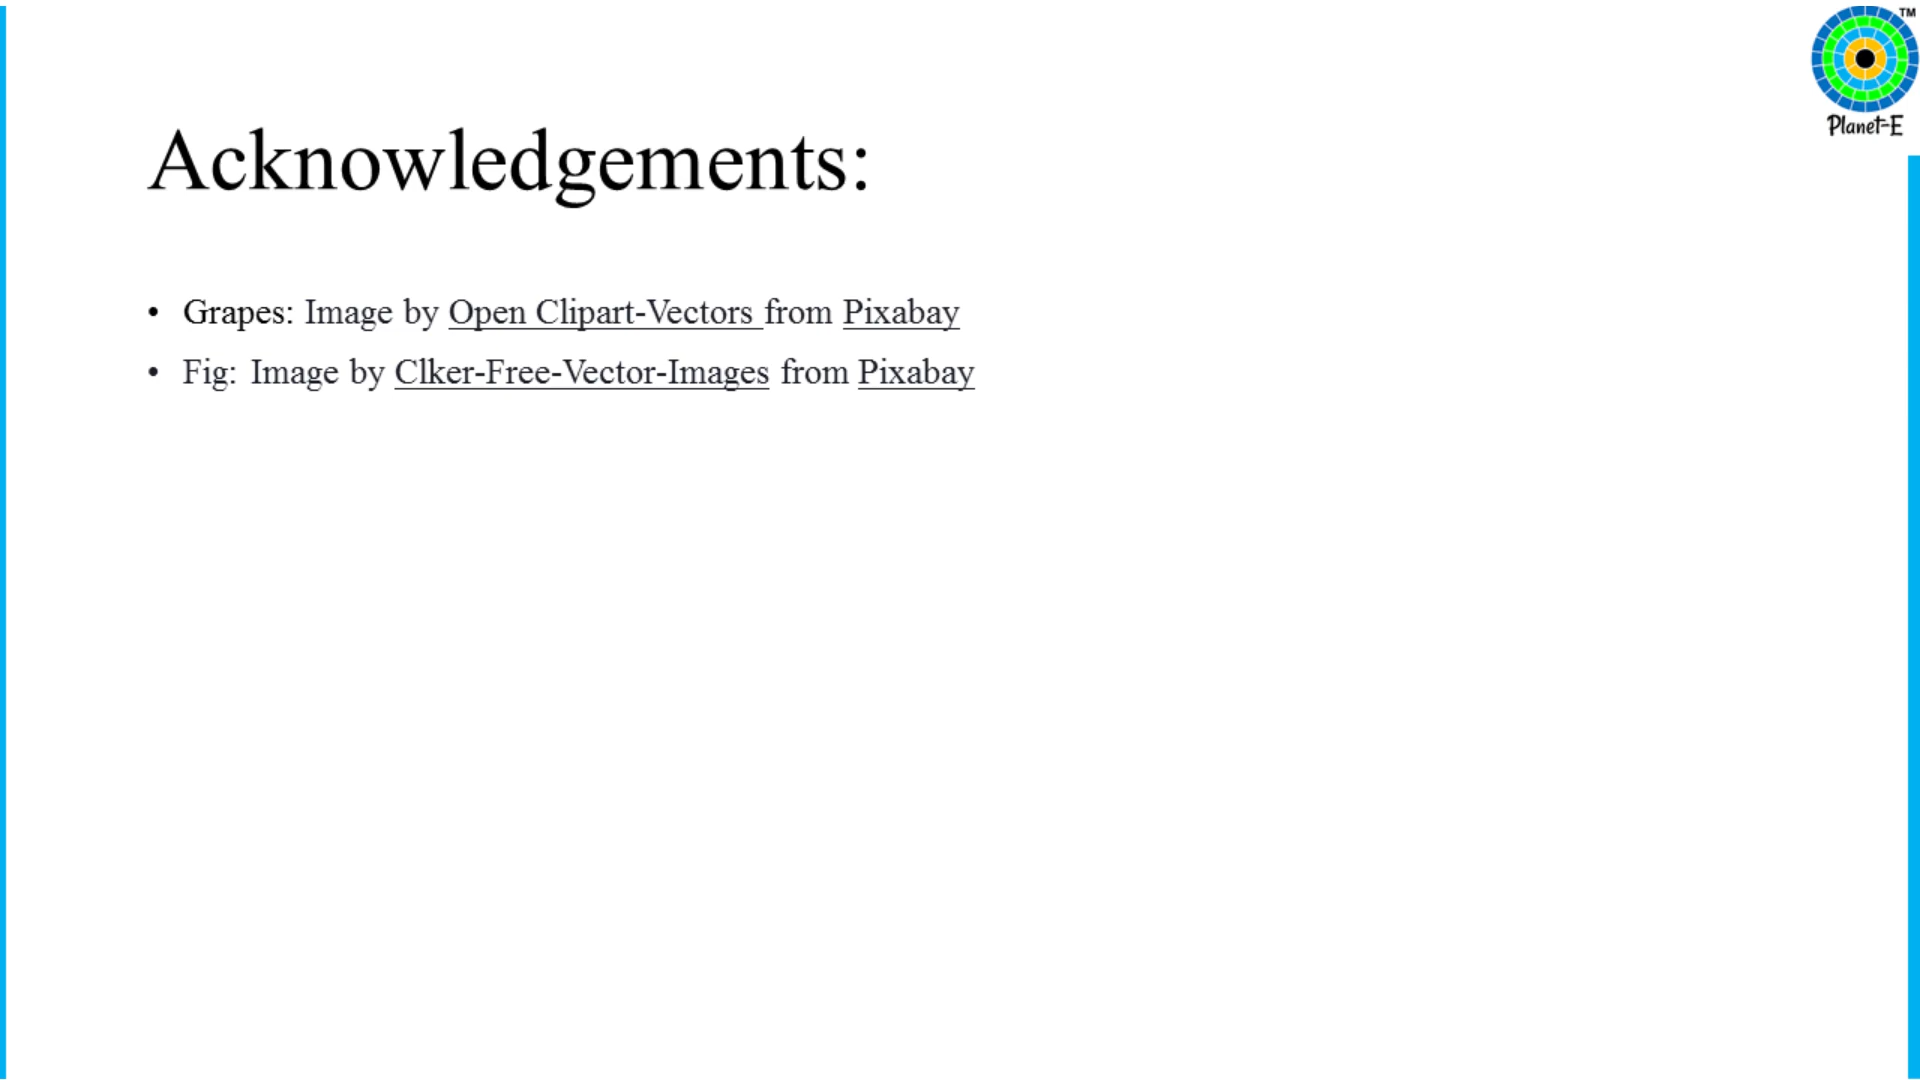 TM
Planet-E
Acknowledgements:
• Grapes: Image by Open Clipart-Vectors from Pixabay
• Fig: Image by Clker-Free-Vector-Images from Pixabay